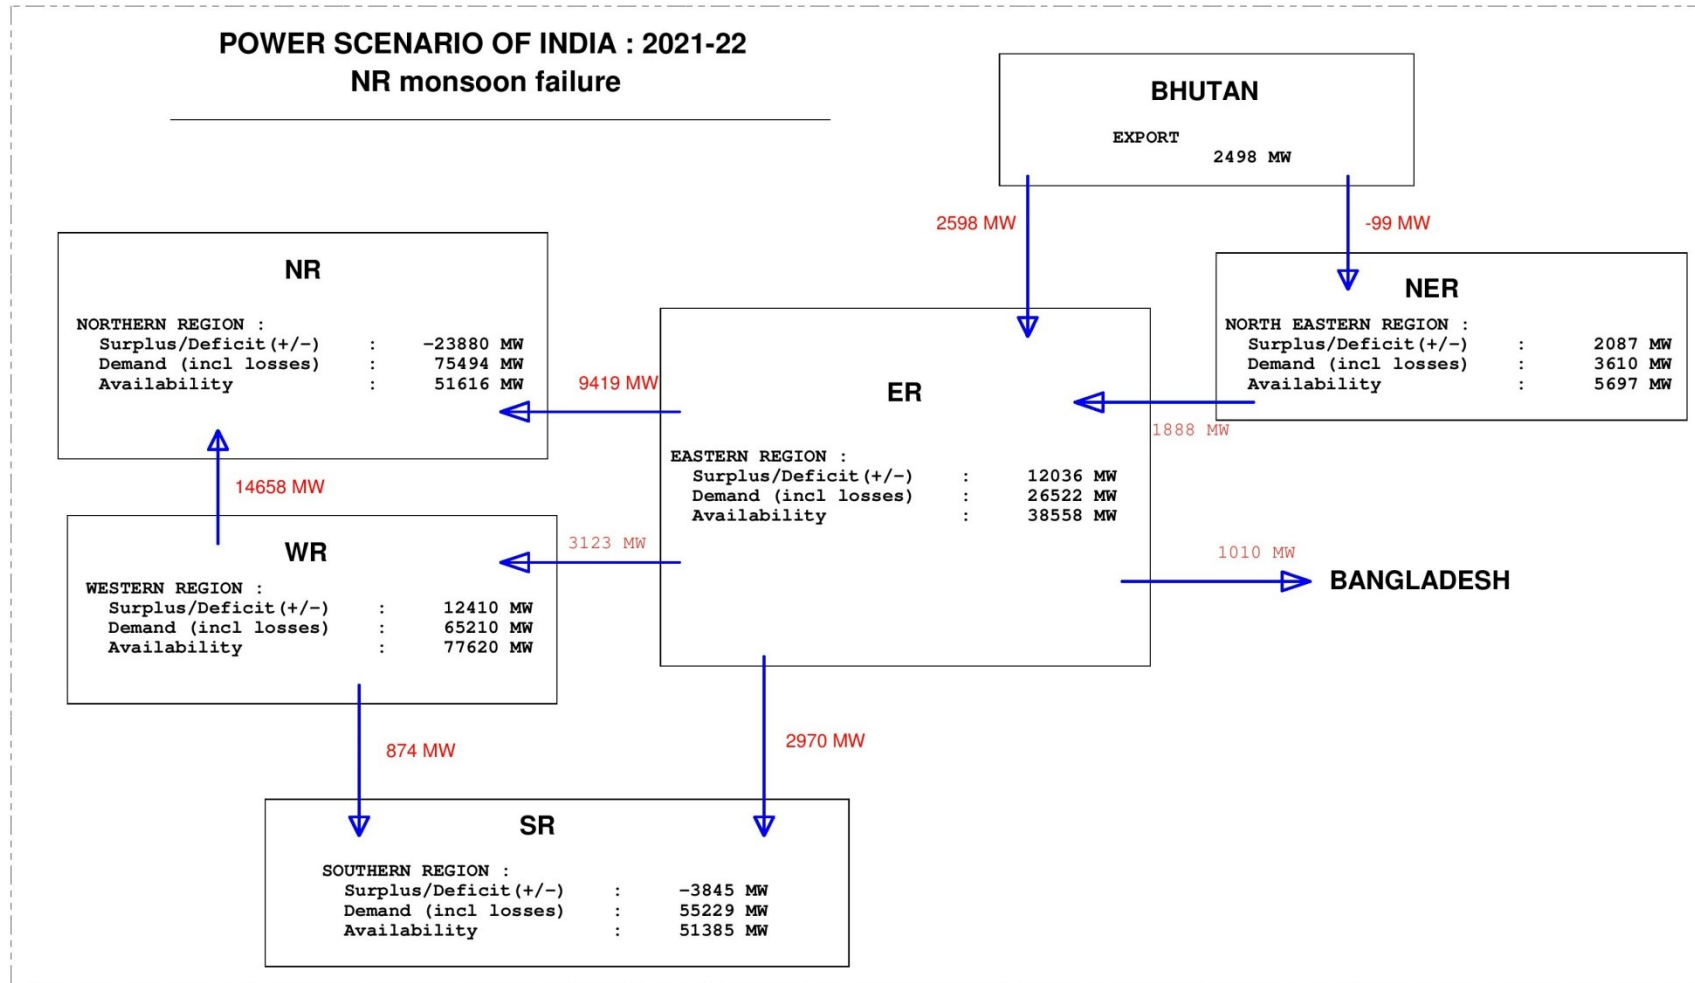 POWER SCENARIO OF INDIA : 2021-22
NR monsoon failure
BHUTAN
EXPORT
2498 MW
2598 MW
-99 MW
NR
NORTHERN REGION :
Surplus/Deficit(+/-) : -23880 MW
Demand (incl losses) : 75494 MW
Availability : 51616 MW
NER
NORTH EASTERN REGION :
Surplus/Deficit(+/-) : 2087 MW
Demand (incl losses) : 3610 MW
Availability : 5697 MW
9419 MW
1888 MW
ER
EASTERN REGION :
Surplus/Deficit(+/-) : 12036 MW
Demand (incl losses) : 26522 MW
Availability : 38558 MW
14658 MW
3123 MW
1010 MW
BANGLADESH
WR
WESTERN REGION :
Surplus/Deficit(+/-) : 12410 MW
Demand (incl losses) : 65210 MW
Availability : 77620 MW
874 MW
2970 MW
SR
SOUTHERN REGION :
Surplus/Deficit(+/-) : -3845 MW
Demand (incl losses) : 55229 MW
Availability : 51385 MW